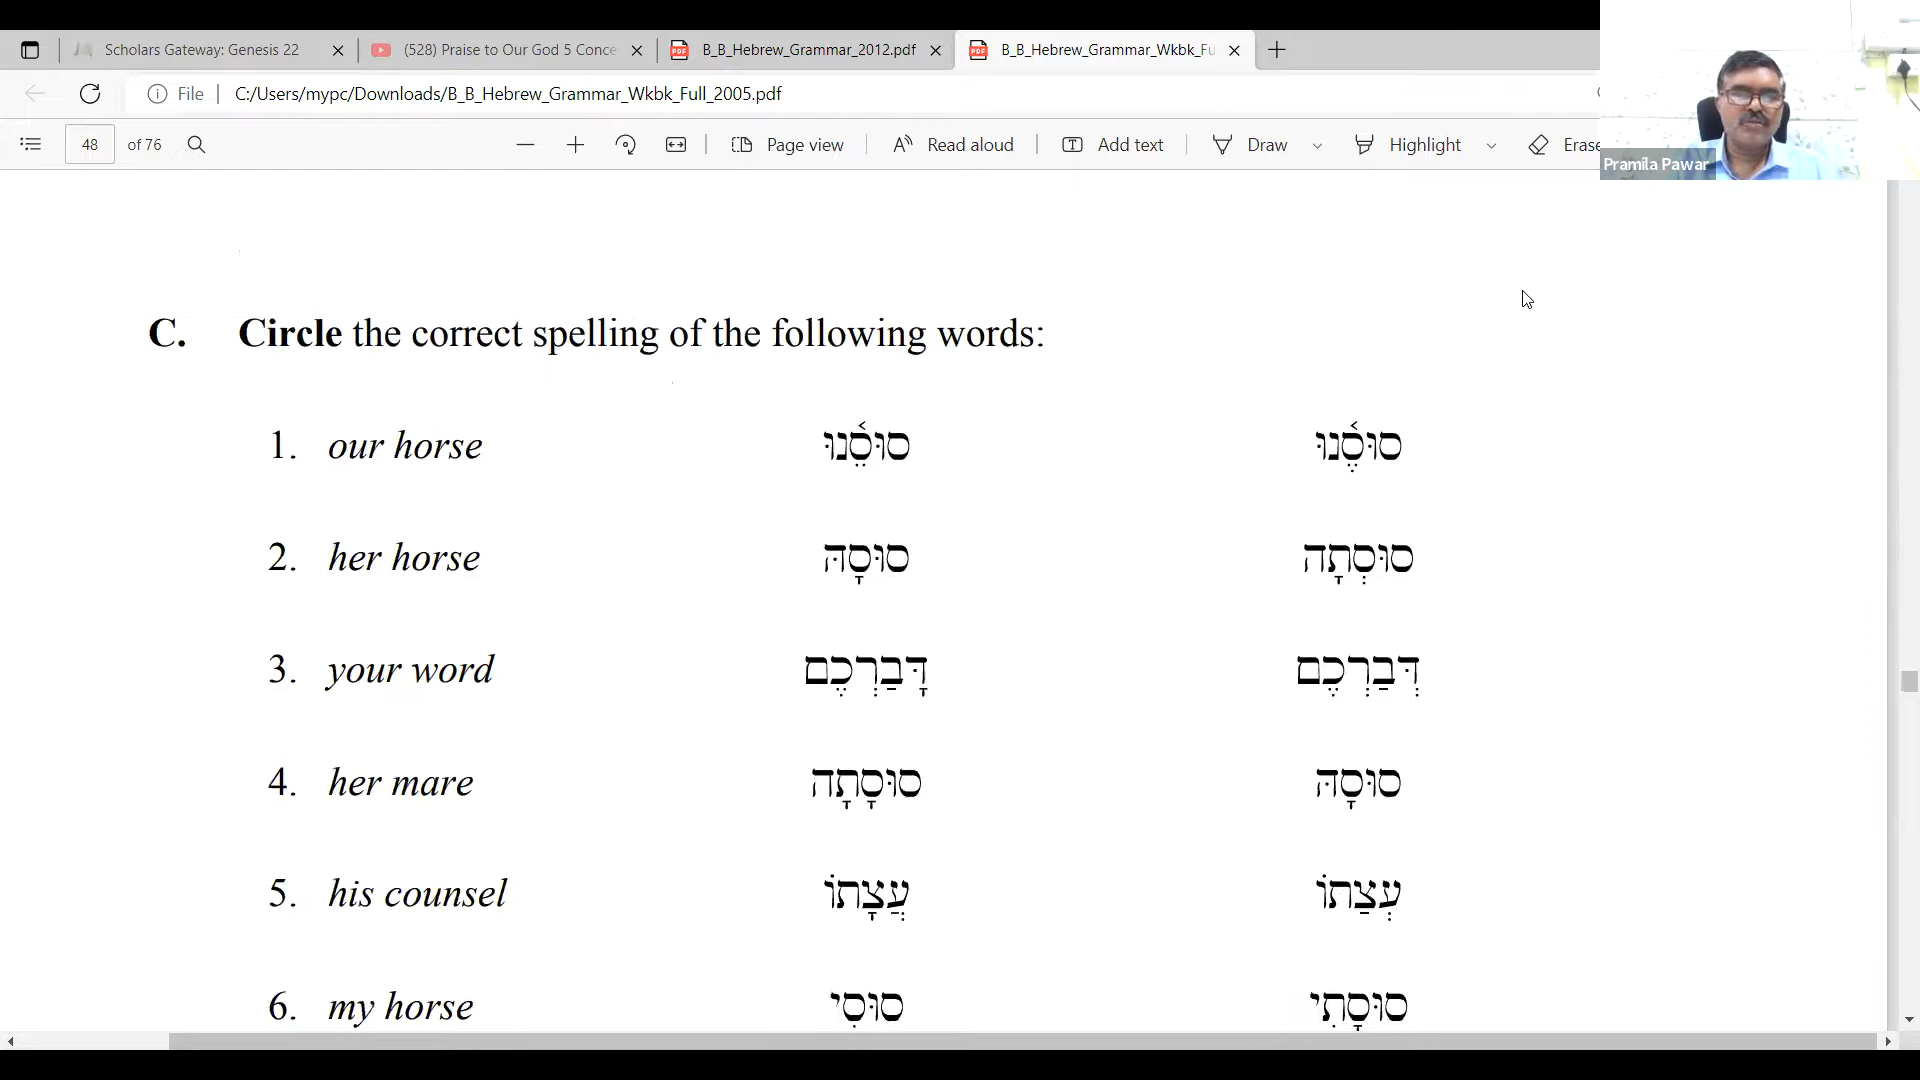 Scholars Gateway: Genesis 22
(528) Praise to Our God 5 Conce
B_B_Hebrew_Grammar_2012.pdf
B_B_Hebrew_Grammar_Wkbk_Fu
File
C:/Users/mypc/Downloads/B_B_Hebrew_Grammar_Wkbk_Full_2005.pdf
48 of 76
Page view
Read aloud
Add text
Draw
Highlight
Erase
Pramila Pawar
C. Circle the correct spelling of the following words:
1. our horse סוּסֵ֫נוּ סוּסֶ֫נוּ
2. her horse סוּסָהּ סוּסְתָה
3. your word דָּבַרְכֶם דְּבַרְכֶם
4. her mare סוּסָתָה סוּסָהּ
5. his counsel עֲצָתוֹ עְצַתוֹ
6. my horse סוּסִי סוּסָתִי